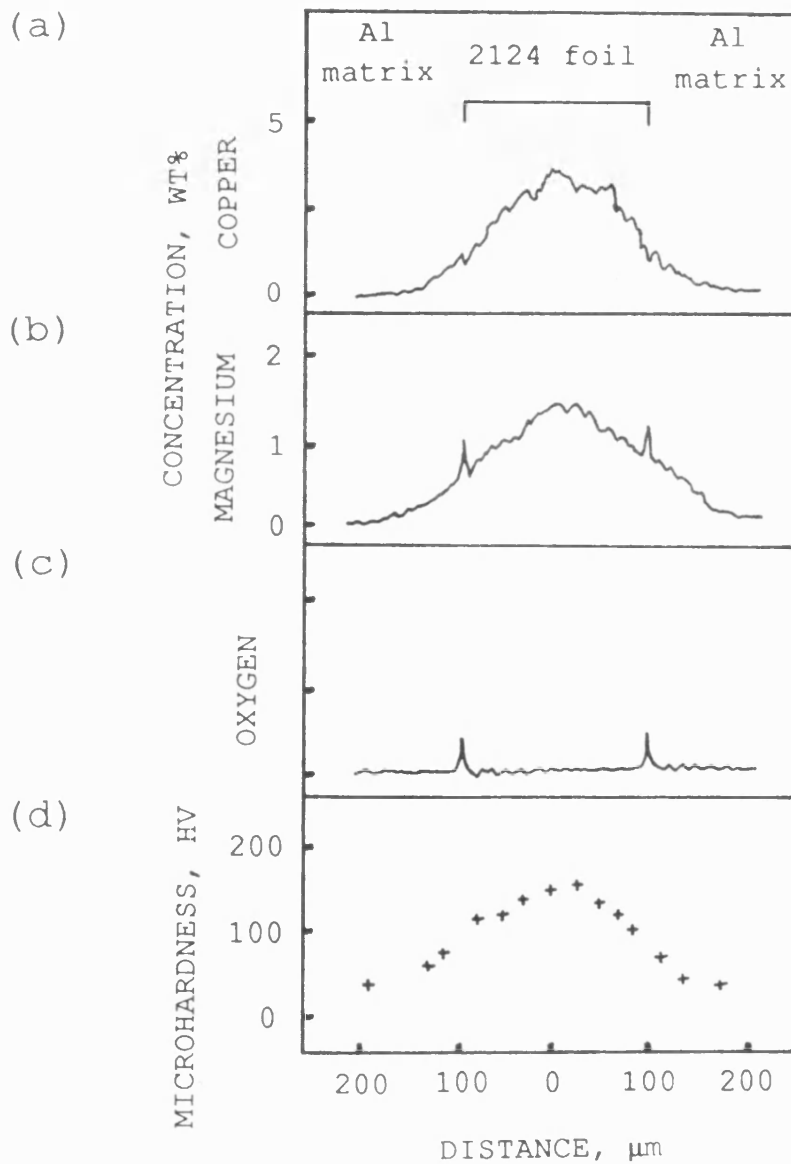 (a)
Al matrix
2124 foil
Al matrix
CONCENTRATION, WT%
COPPER
5
0
(b)
MAGNESIUM
2
1
0
(c)
OXYGEN
(d)
MICROHARDNESS, HV
200
100
0
200 100 0 100 200
DISTANCE, μm